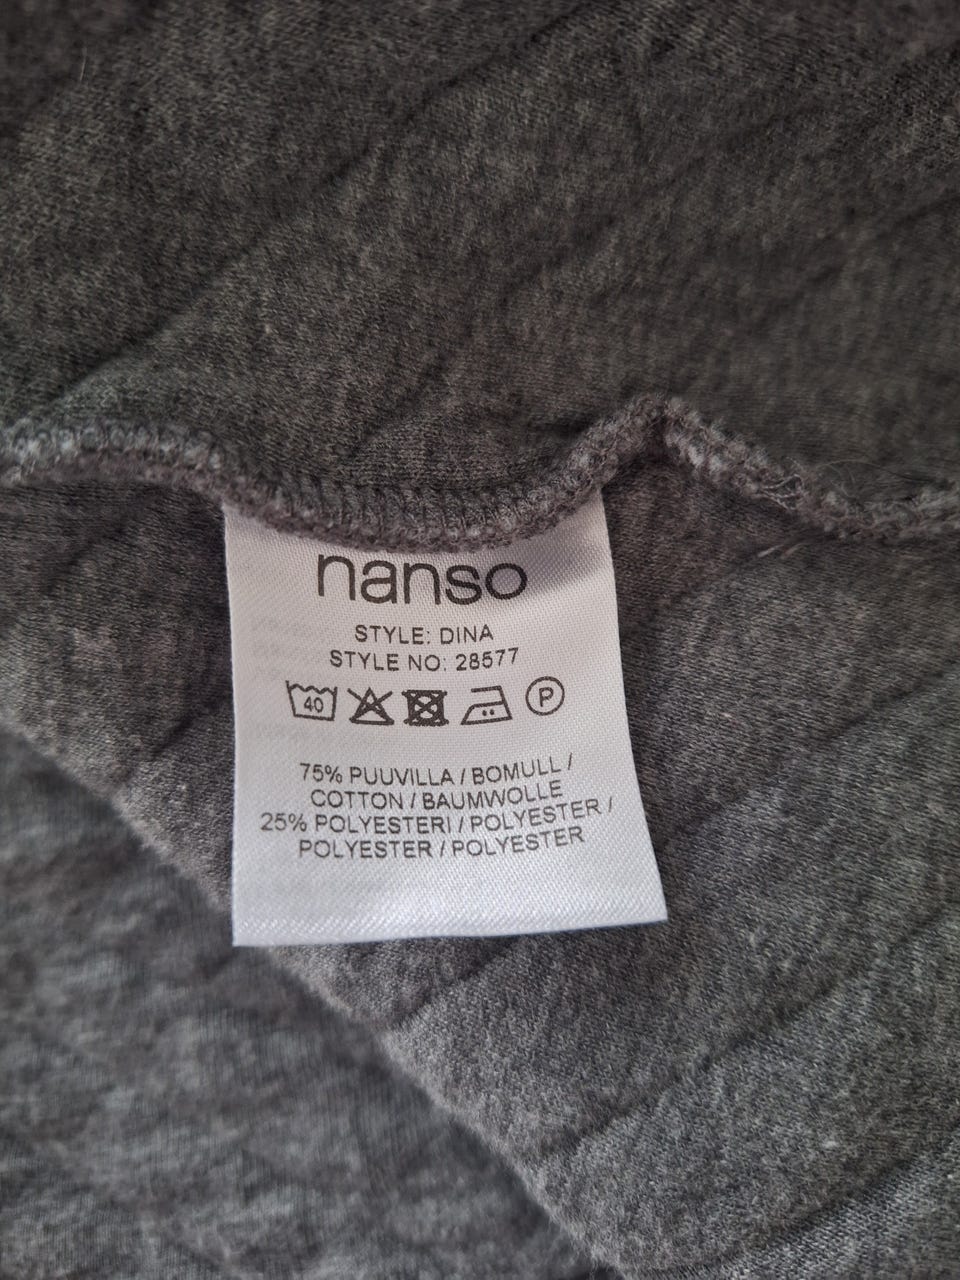 nanso
STYLE: DINA
STYLE NO: 28577
40 P
75% PUUVILLA / BOMULL /
COTTON / BAUMWOLLE
25% POLYESTERI / POLYESTER /
POLYESTER / POLYESTER